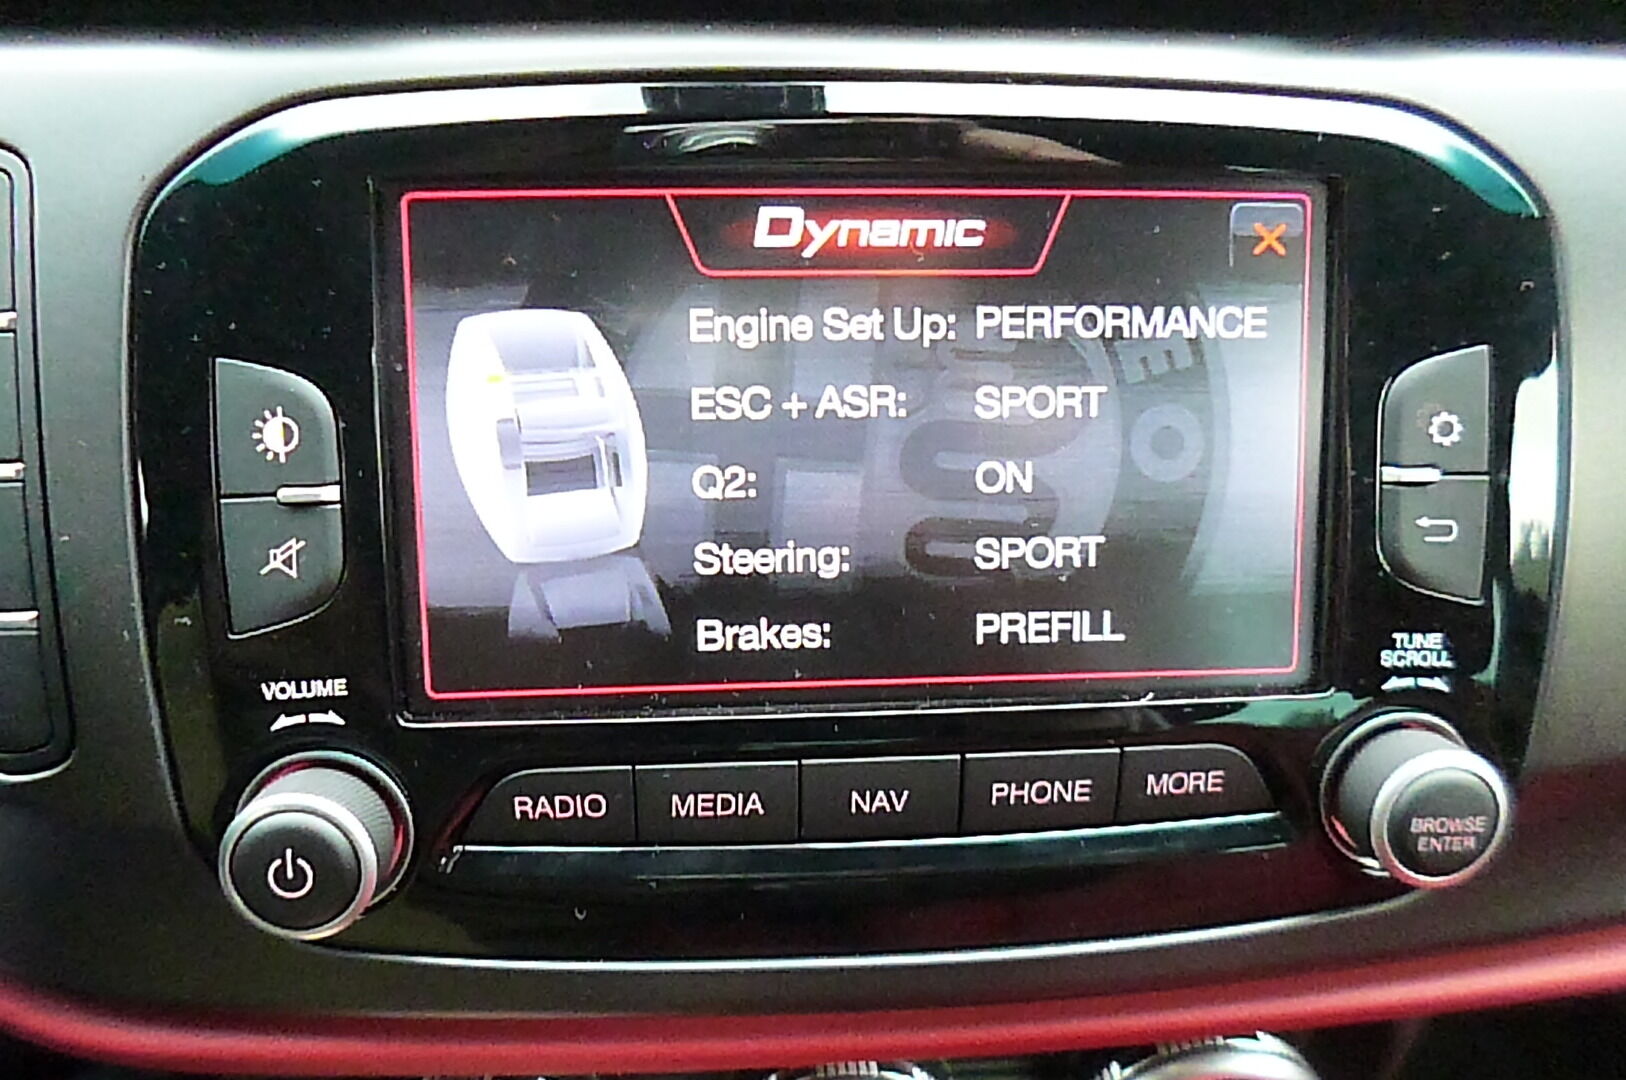 Dynamic
Engine Set Up: PERFORMANCE
ESC + ASR: SPORT
Q2: ON
Steering: SPORT
Brakes: PREFILL
VOLUME
TUNE
SCROLL
RADIO
MEDIA
NAV
PHONE
MORE
BROWSE
ENTER